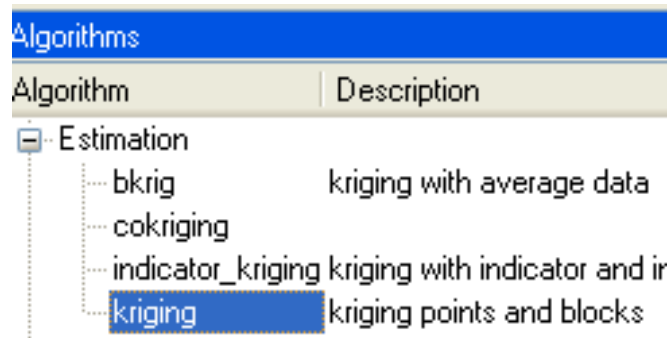 Algorithms
Algorithm Description
Estimation
bkrig kriging with average data
cokriging
indicator_kriging kriging with indicator and
kriging kriging points and blocks